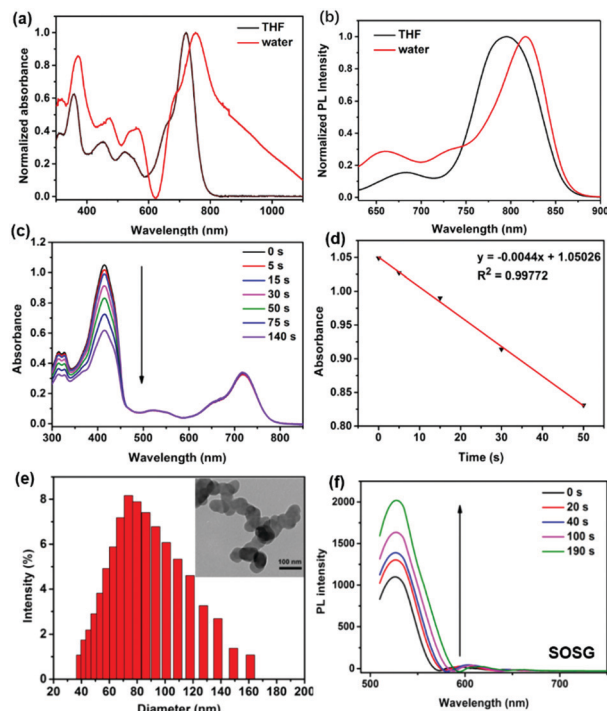 (a)
THF
water
Normalized absorbance
1.0
0.8
0.6
0.4
0.2
0.0
400 600 800 1000
Wavelength (nm)
(b)
THF
water
Normalized PL Intensity
1.0
0.8
0.6
0.4
0.2
0.0
650 700 750 800 850 900
Wavelength (nm)
(c)
0 s
5 s
15 s
30 s
50 s
75 s
140 s
Absorbance
1.2
1.0
0.8
0.6
0.4
0.2
0.0
300 400 500 600 700 800
Wavelength (nm)
(d)
y = -0.0044x + 1.05026
R² = 0.99772
Absorbance
1.05
1.00
0.95
0.90
0.85
0.80
0 10 20 30 40 50
Time (s)
(e)
100 nm
Intensity (%)
8
6
4
2
0
20 40 60 80 100 120 140 160 180 200
Diameter (nm)
(f)
0 s
20 s
40 s
100 s
190 s
PL intensity
2000
1500
1000
500
0
500 600 700
SOSG
Wavelength (nm)